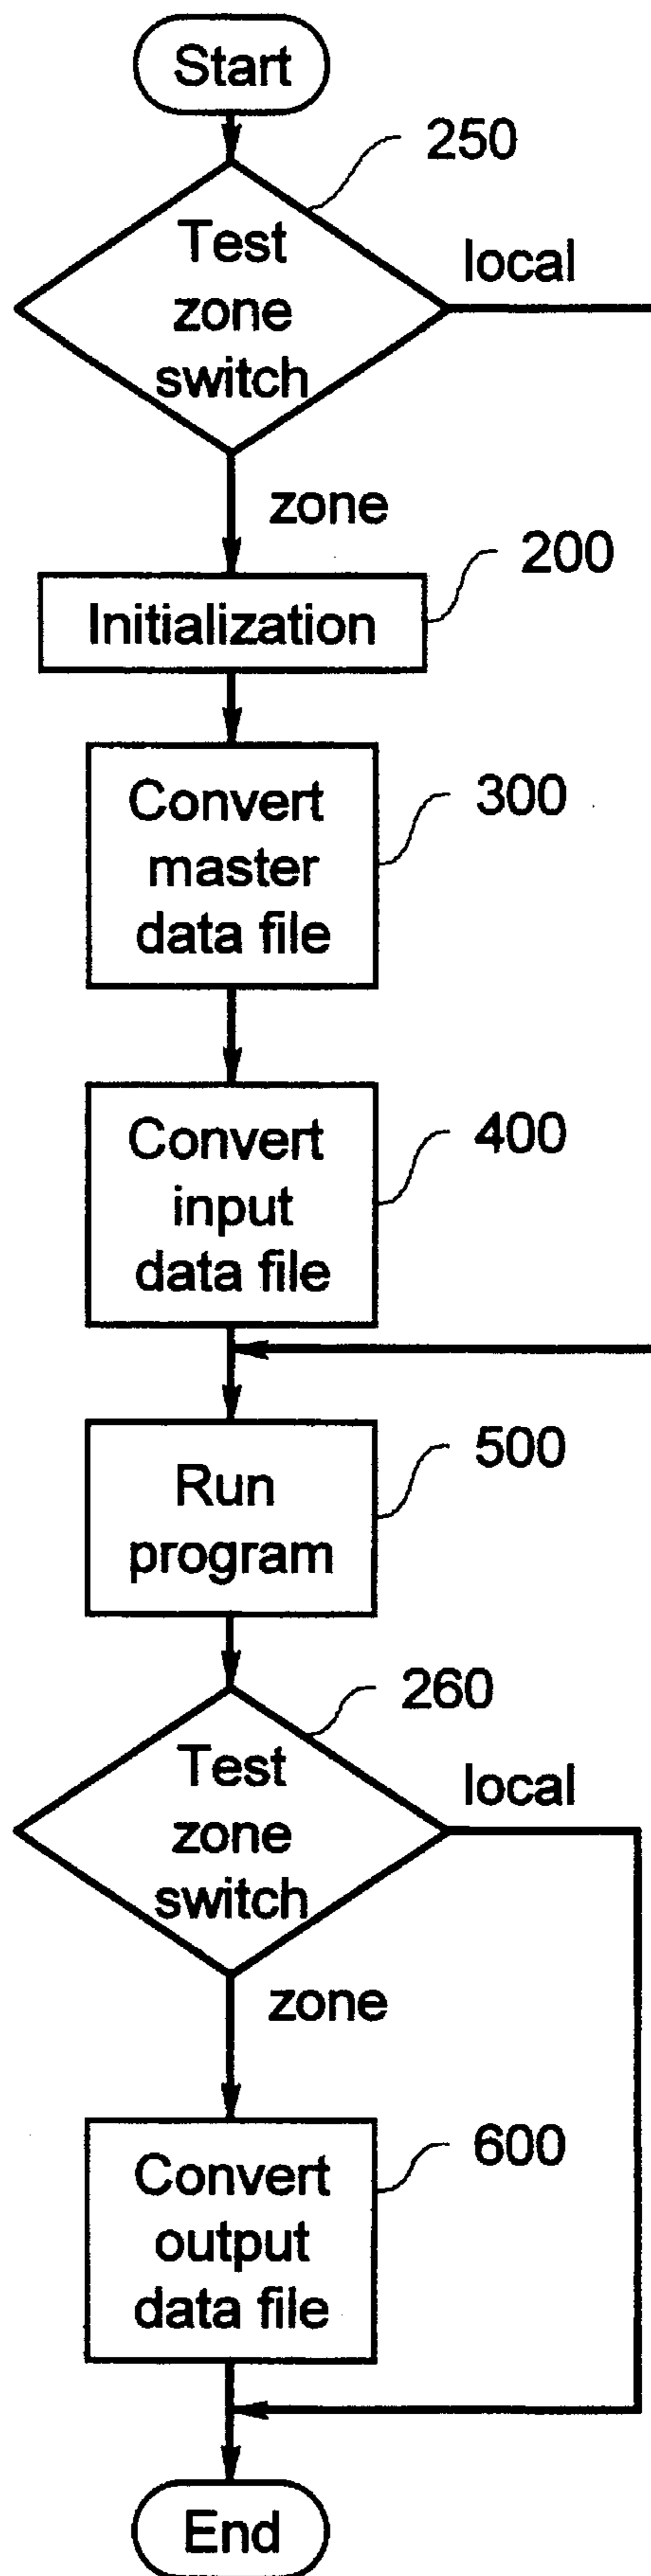 Start
250
Test
zone
switch
local
zone
200
Initialization
300
Convert
master
data file
400
Convert
input
data file
500
Run
program
260
Test
zone
switch
local
zone
600
Convert
output
data file
End